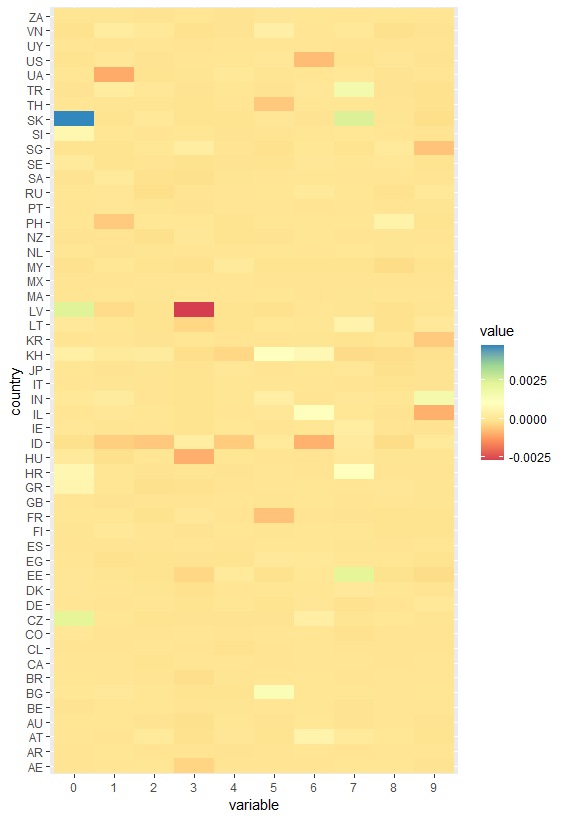 ZA
VN
UY
US
UA
TR
TH
SK
SI
SG
SE
SA
RU
PT
PH
NZ
NL
MY
MX
MA
LV
LT
KR
KH
JP
IT
IN
IL
IE
ID
HU
HR
GR
GB
FR
FI
ES
EG
EE
DK
DE
CZ
CO
CL
CA
BR
BG
BE
AU
AT
AR
AE
country
0 1 2 3 4 5 6 7 8 9
variable
value
0.0025
0.0000
-0.0025